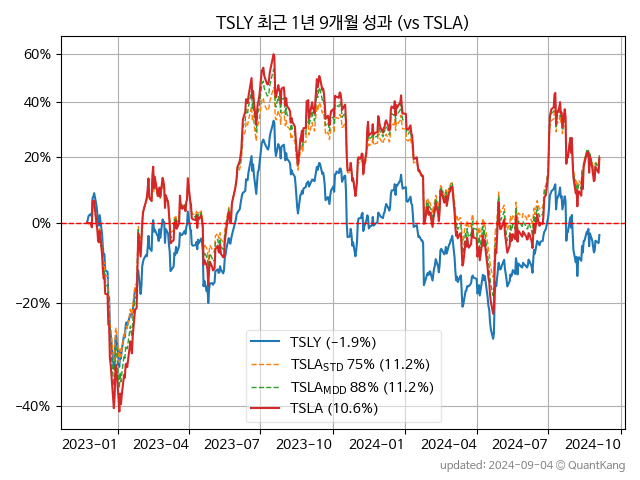 TSLY 최근 1년 9개월 성과 (vs TSLA)
60%
40%
20%
0%
−20%
−40%
TSLY (−1.9%)
TSLA_STD 75% (11.2%)
TSLA_MDD 88% (11.2%)
TSLA (10.6%)
2023-01 2023-04 2023-07 2023-10 2024-01 2024-04 2024-07 2024-10
updated: 2024-09-04 © QuantKang